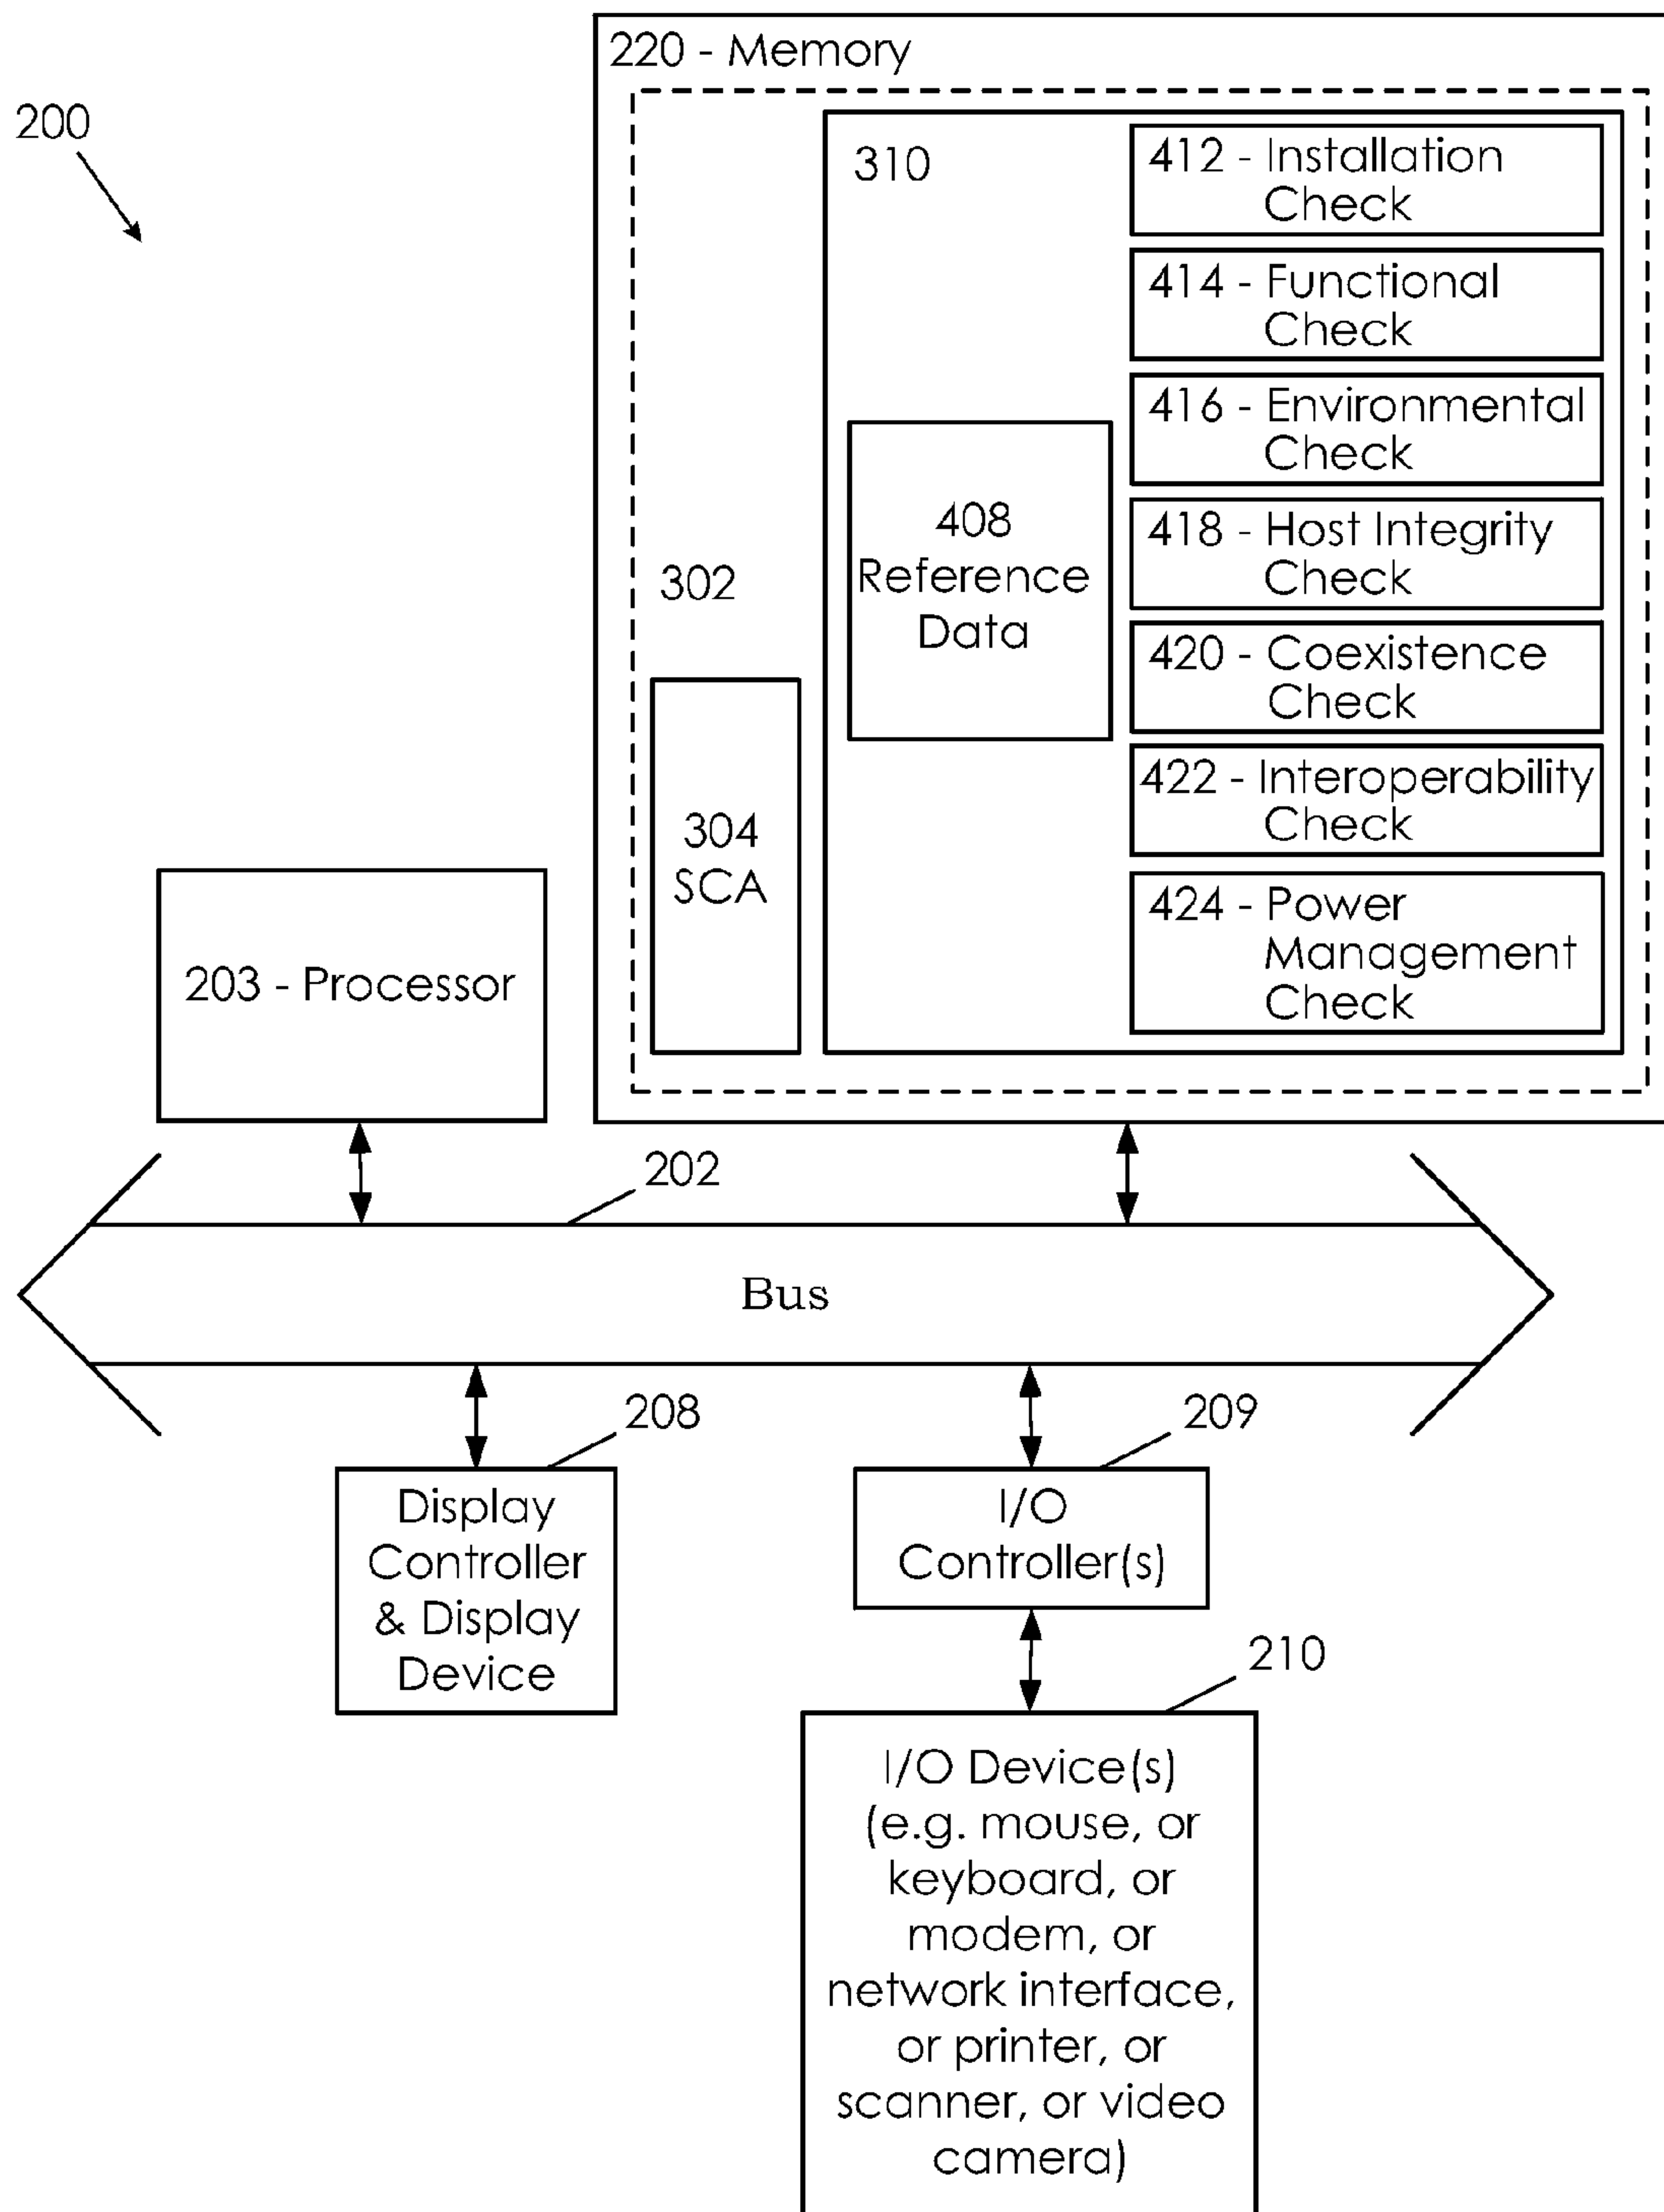 220 - Memory
200
310
412 - Installation
Check
414 - Functional
Check
416 - Environmental
Check
408
Reference
Data
418 - Host Integrity
Check
302
420 - Coexistence
Check
422 - Interoperability
Check
304
SCA
424 - Power
Management
Check
203 - Processor
202
Bus
208
209
Display
Controller
& Display
Device
I/O
Controller(s)
210
I/O Device(s)
(e.g. mouse, or
keyboard, or
modem, or
network interface,
or printer, or
scanner, or video
camera)